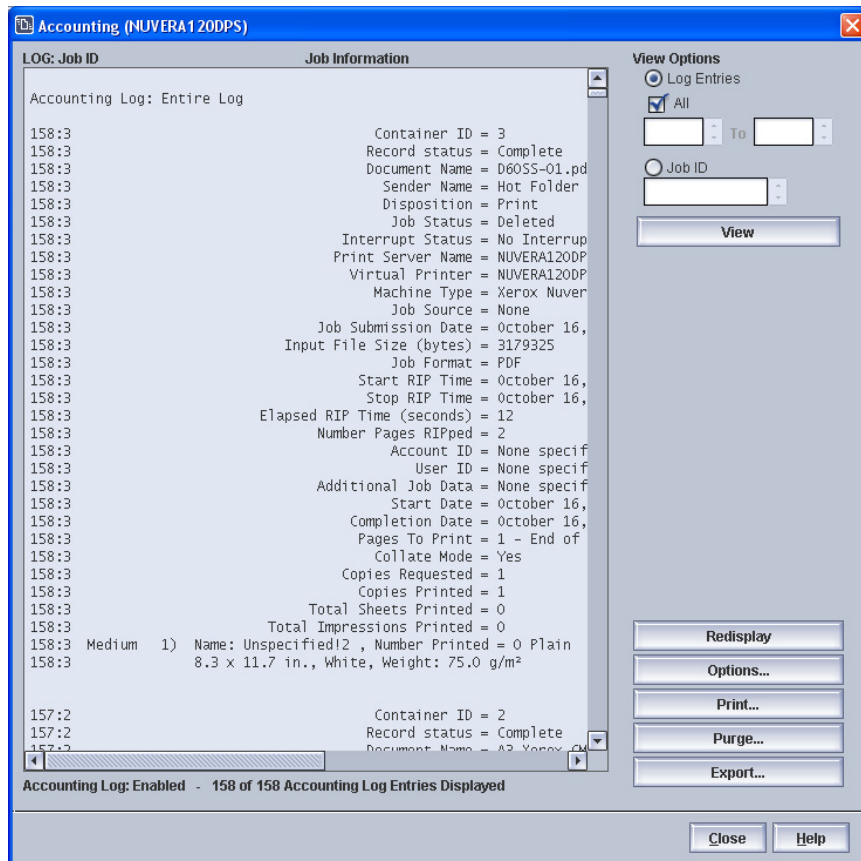 Accounting (NUVERA120DPS)
LOG: Job ID Job Information
Accounting Log: Entire Log
158:3 Container ID = 3
158:3 Record status = Complete
158:3 Document Name = D60SS-01.pd
158:3 Sender Name = Hot Folder
158:3 Disposition = Print
158:3 Job Status = Deleted
158:3 Interrupt Status = No Interrup
158:3 Print Server Name = NUVERA120DP
158:3 Virtual Printer = NUVERA120DP
158:3 Machine Type = Xerox Nuver
158:3 Job Source = None
158:3 Job Submission Date = October 16,
158:3 Input File Size (bytes) = 3179325
158:3 Job Format = PDF
158:3 Start RIP Time = October 16,
158:3 Stop RIP Time = October 16,
158:3 Elapsed RIP Time (seconds) = 12
158:3 Number Pages RIPped = 2
158:3 Account ID = None specif
158:3 User ID = None specif
158:3 Additional Job Data = None specif
158:3 Start Date = October 16,
158:3 Completion Date = October 16,
158:3 Pages To Print = 1 - End of
158:3 Collate Mode = Yes
158:3 Copies Requested = 1
158:3 Copies Printed = 1
158:3 Total Sheets Printed = 0
158:3 Total Impressions Printed = 0
158:3 Medium 1) Name: Unspecified!2 , Number Printed = 0 Plain
158:3 8.3 x 11.7 in., White, Weight: 75.0 g/m²
157:2 Container ID = 2
157:2 Record status = Complete
157:2 Document Name = A3 Xerox CM
Accounting Log: Enabled - 158 of 158 Accounting Log Entries Displayed
View Options
Log Entries
All
To
Job ID
View
Redisplay
Options...
Print...
Purge...
Export...
Close
Help